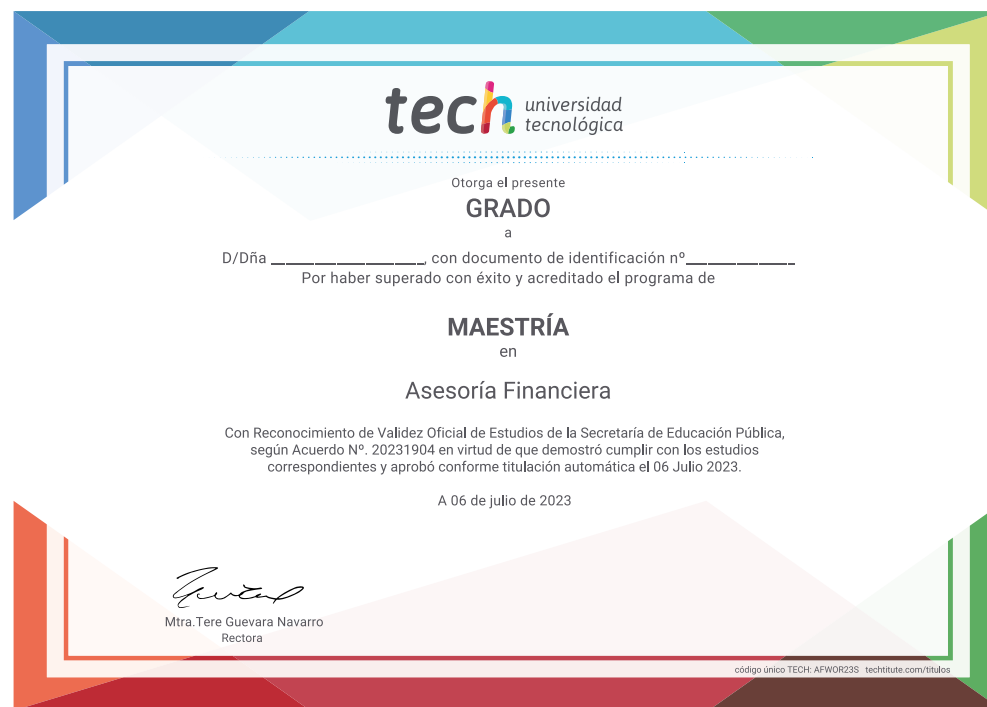 tech universidad
tecnológica
Otorga el presente
GRADO
a
D/Dña ____________________, con documento de identificación nº______________
Por haber superado con éxito y acreditado el programa de
MAESTRÍA
en
Asesoría Financiera
Con Reconocimiento de Validez Oficial de Estudios de la Secretaría de Educación Pública,
según Acuerdo Nº. 20231904 en virtud de que demostró cumplir con los estudios
correspondientes y aprobó conforme titulación automática el 06 Julio 2023.
A 06 de julio de 2023
Mtra.Tere Guevara Navarro
Rectora
código único TECH: AFWOR23S techtitute.com/titulos